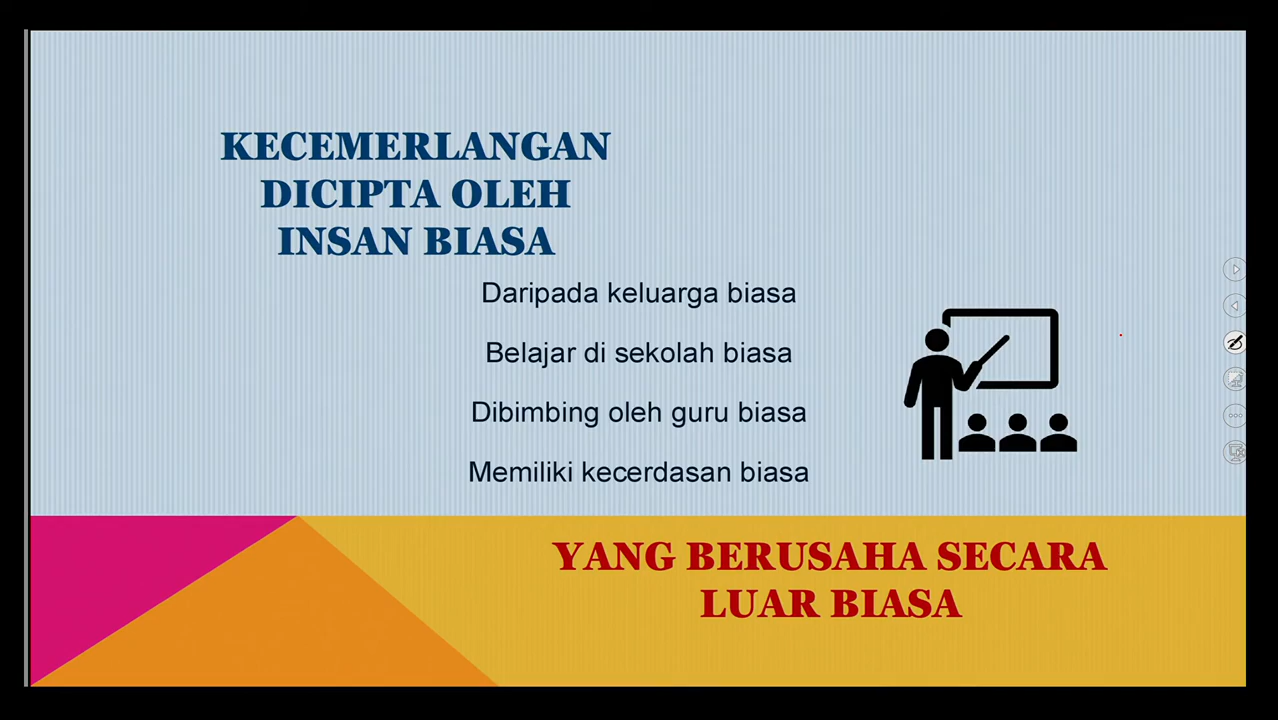 KECEMERLANGAN
DICIPTA OLEH
INSAN BIASA
Daripada keluarga biasa
Belajar di sekolah biasa
Dibimbing oleh guru biasa
Memiliki kecerdasan biasa
YANG BERUSAHA SECARA
LUAR BIASA